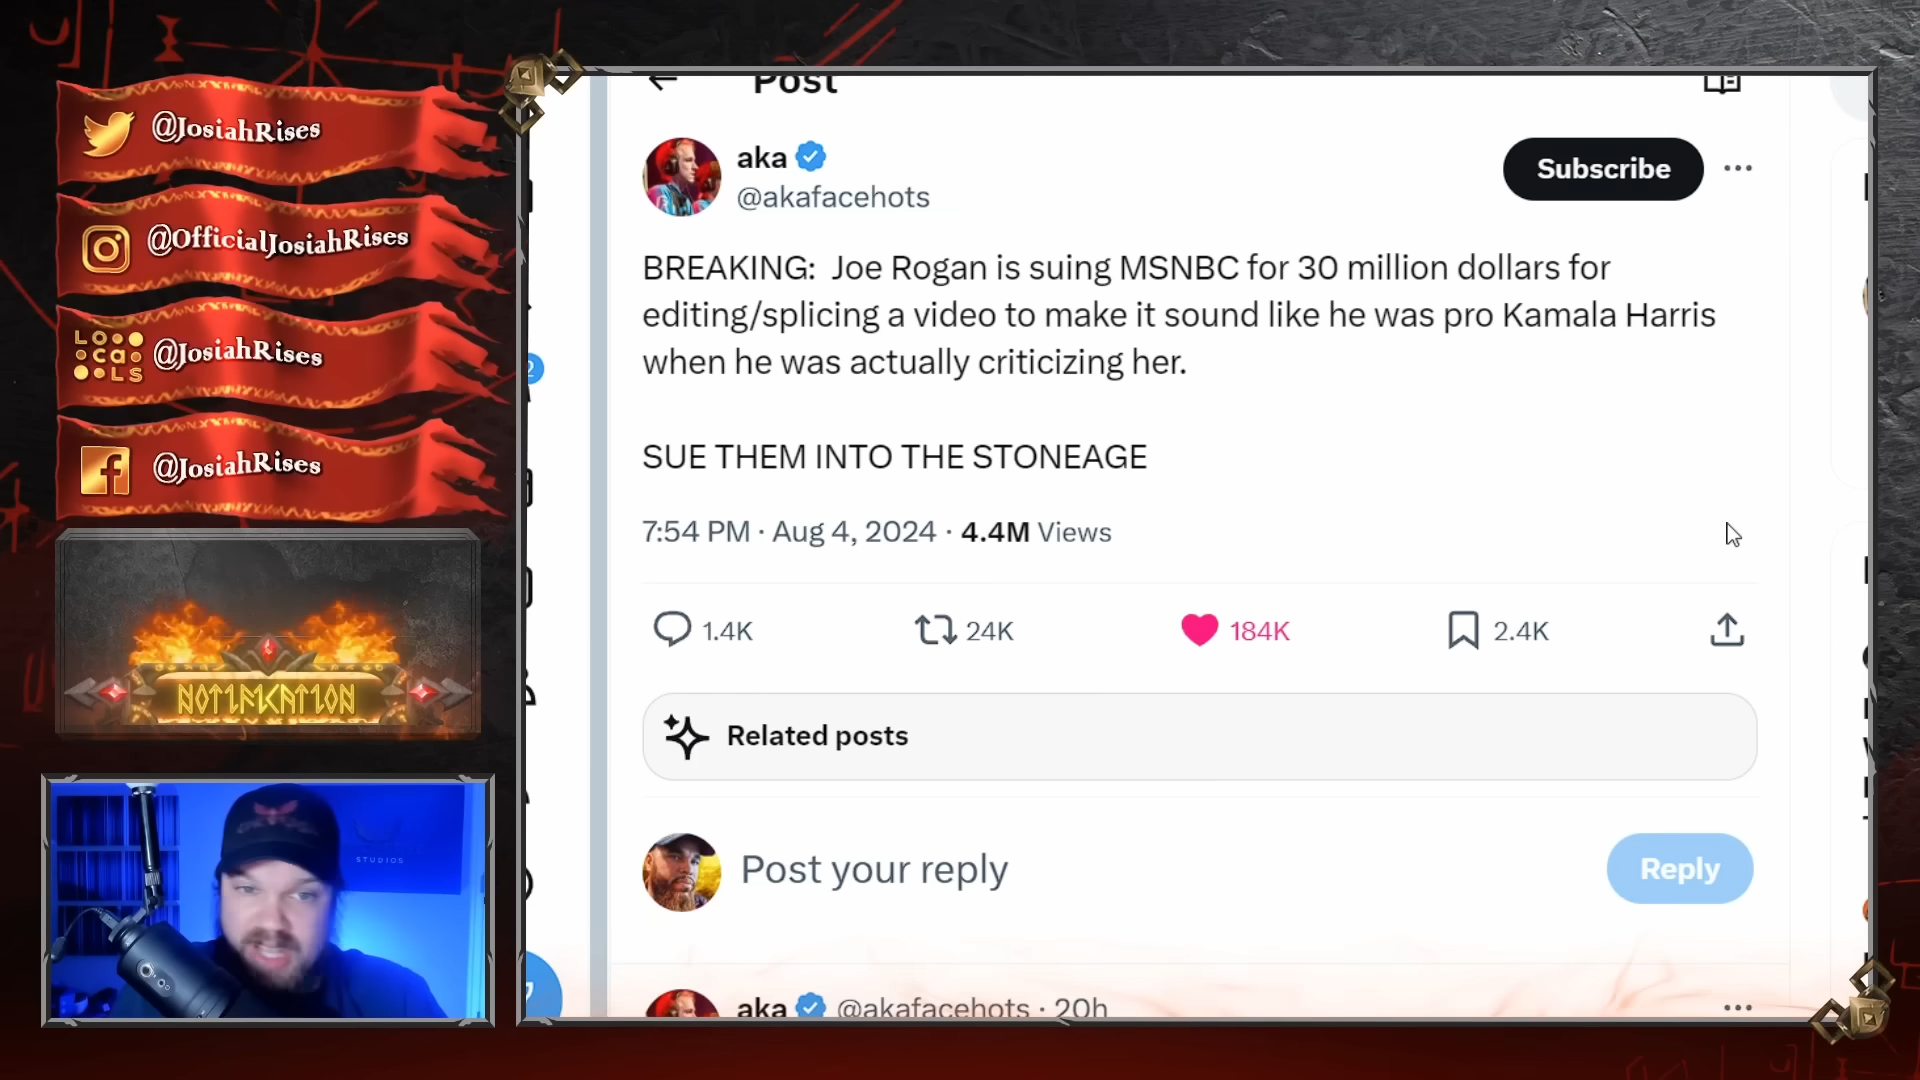 @JosiahRises
@OfficialJosiahRises
LOcaLS
@JosiahRises
@JosiahRises
NOTIFICATION
STUDIOS
Post
aka
@akafacehots
Subscribe
BREAKING:  Joe Rogan is suing MSNBC for 30 million dollars for
editing/splicing a video to make it sound like he was pro Kamala Harris
when he was actually criticizing her.
SUE THEM INTO THE STONEAGE
7:54 PM · Aug 4, 2024 · 4.4M Views
1.4K 24K 184K 2.4K
Related posts
Post your reply
Reply
aka @akafacehots · 20h